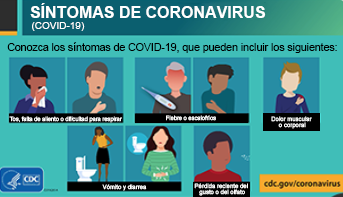 SÍNTOMAS DE CORONAVIRUS
(COVID-19)
Conozca los síntomas de COVID-19, que pueden incluir los siguientes:
Tos, falta de aliento o dificultad para respirar
Fiebre o escalofríos
Dolor muscular
o corporal
Vómito y diarrea
Pérdida reciente del
gusto o del olfato
CDC
cdc.gov/coronavirus